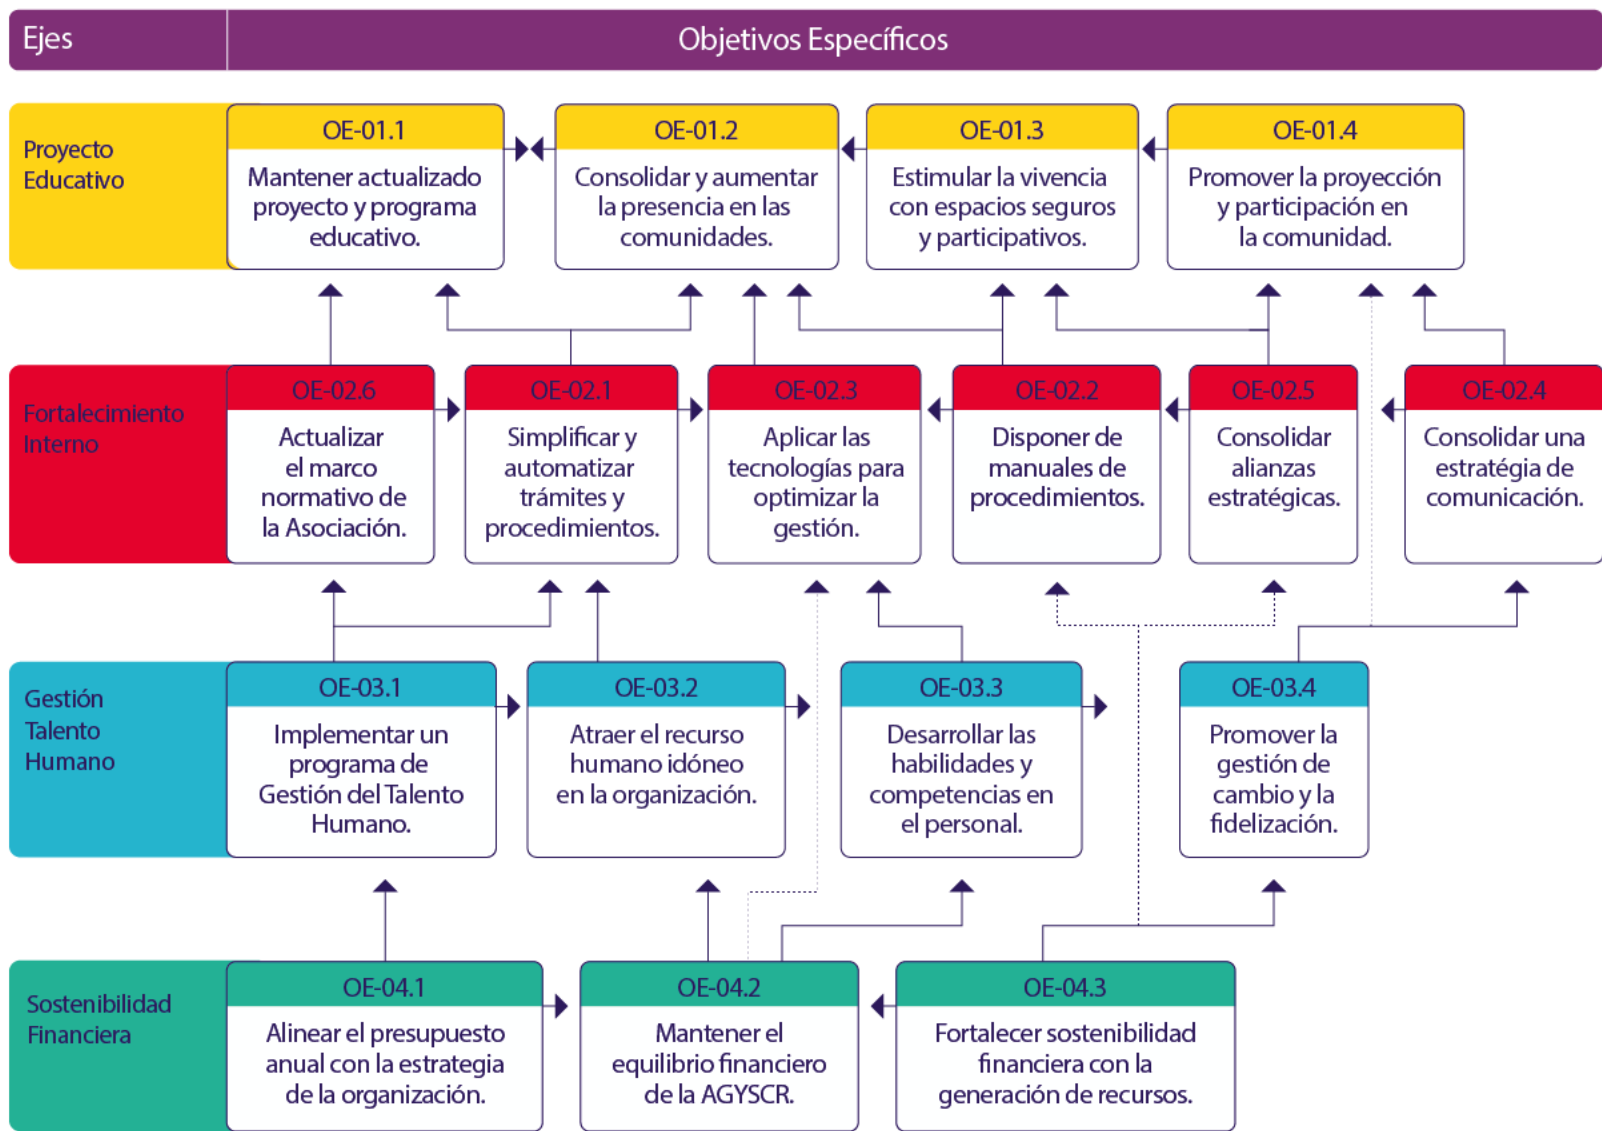 Ejes
Objetivos Específicos
Proyecto
Educativo
OE-01.1
Mantener actualizado
proyecto y programa
educativo.
OE-01.2
Consolidar y aumentar
la presencia en las
comunidades.
OE-01.3
Estimular la vivencia
con espacios seguros
y participativos.
OE-01.4
Promover la proyección
y participación en
la comunidad.
Fortalecimiento
Interno
OE-02.6
Actualizar
el marco
normativo de
la Asociación.
OE-02.1
Simplificar y
automatizar
trámites y
procedimientos.
OE-02.3
Aplicar las
tecnologías para
optimizar la
gestión.
OE-02.2
Disponer de
manuales de
procedimientos.
OE-02.5
Consolidar
alianzas
estratégicas.
OE-02.4
Consolidar una
estratégia de
comunicación.
Gestión
Talento
Humano
OE-03.1
Implementar un
programa de
Gestión del Talento
Humano.
OE-03.2
Atraer el recurso
humano idóneo
en la organización.
OE-03.3
Desarrollar las
habilidades y
competencias en
el personal.
OE-03.4
Promover la
gestión de
cambio y la
fidelización.
Sostenibilidad
Financiera
OE-04.1
Alinear el presupuesto
anual con la estrategia
de la organización.
OE-04.2
Mantener el
equilibrio financiero
de la AGYSCR.
OE-04.3
Fortalecer sostenibilidad
financiera con la
generación de recursos.